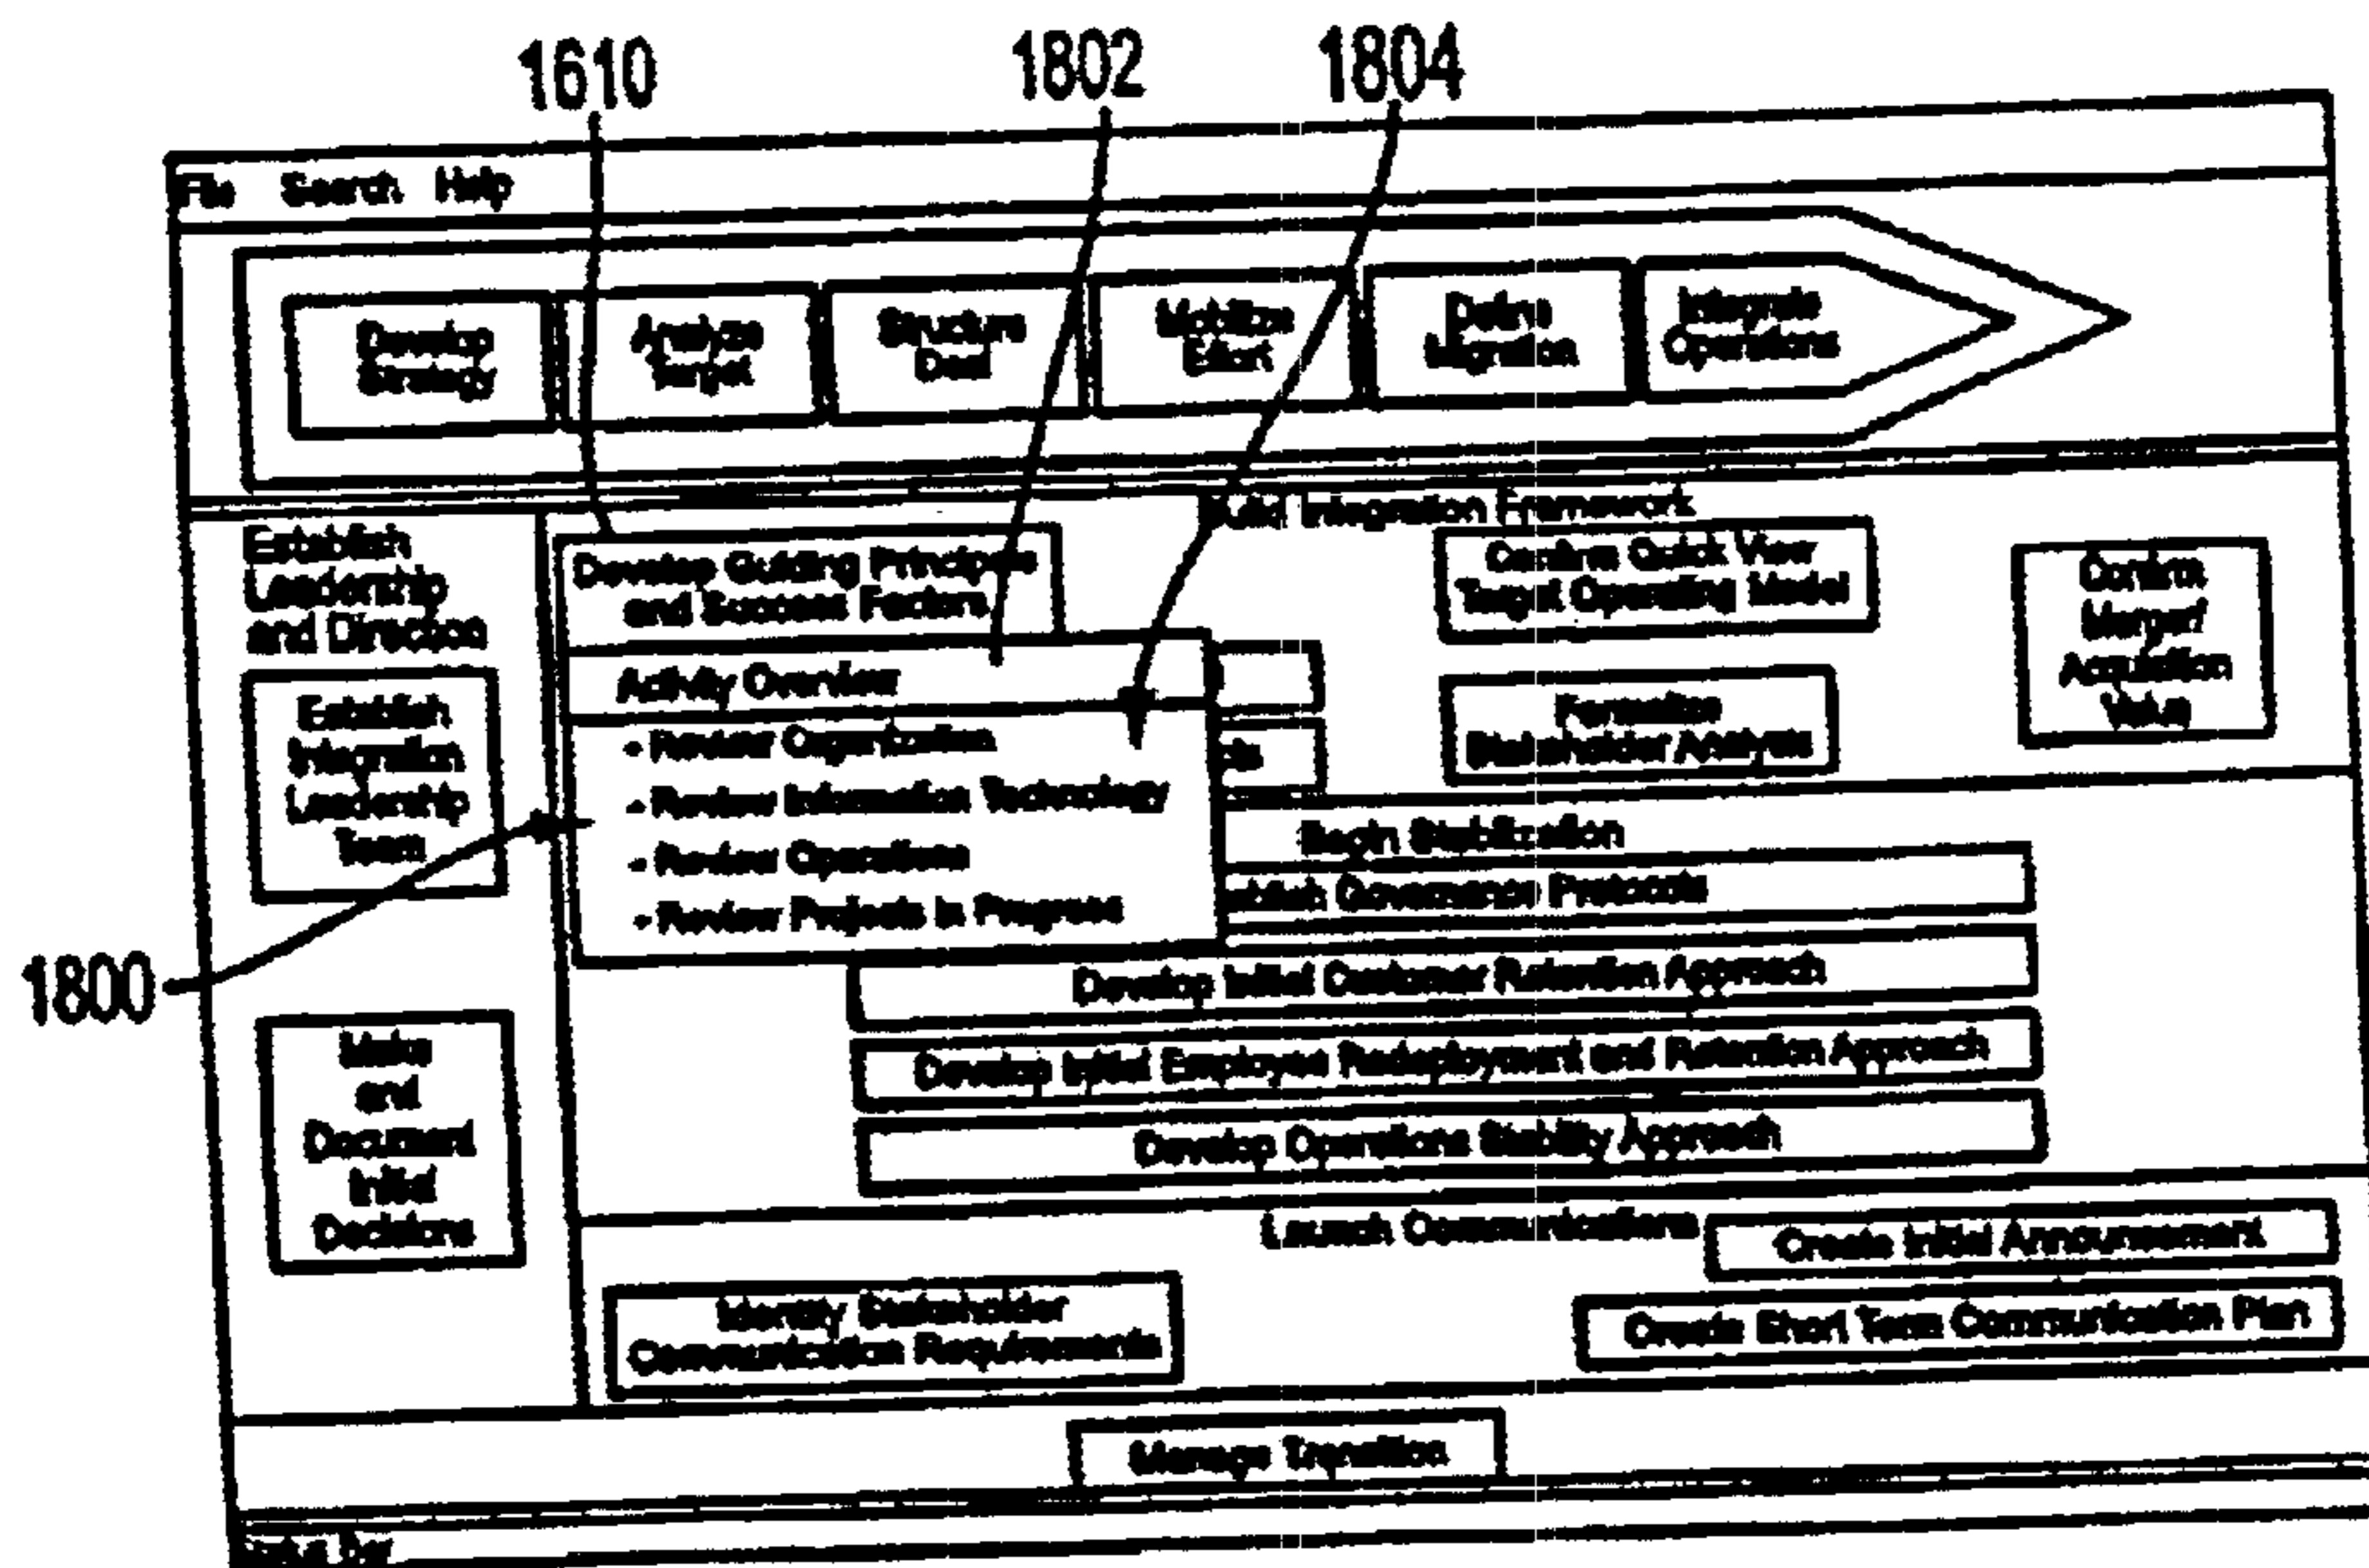 1610
1802
1804
File Search Help
Develop
Strategy
Analyze
Target
Structure
Deal
Mobilize
Effort
Define
Migration
Integrate
Operations
Establish
Leadership
and Direction
Establish
Integration
Leadership
Team
Make
and
Document
Initial
Decisions
1800
Build Integration Framework
Develop Guiding Principles
and Success Factors
Activity Overview
• Review Organization
• Review Information Technology
• Review Operations
• Review Projects In Progress
Confirm Quick View
Target Operating Model
Formalize
Stakeholder Analysis
Confirm
Merger/
Acquisition
Value
Begin Stabilization
Governance Protocols
Develop Initial Customer Retention Approach
Develop Initial Employee Redeployment and Retention Approach
Develop Operations Stability Approach
Launch Communications
Create Initial Announcement
Identify Stakeholder
Communication Requirements
Create Short Term Communication Plan
Manage Transition
Status Bar